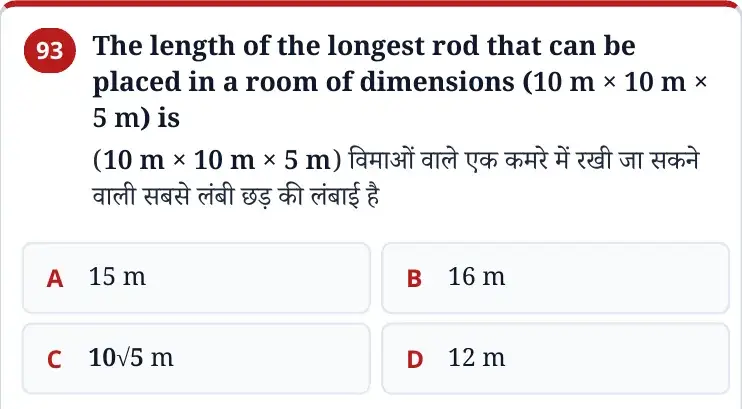 93 The length of the longest rod that can be
placed in a room of dimensions (10 m × 10 m ×
5 m) is
(10 m × 10 m × 5 m) विमाओं वाले एक कमरे में रखी जा सकने
वाली सबसे लंबी छड़ की लंबाई है
A 15 m
B 16 m
C 10√5 m
D 12 m